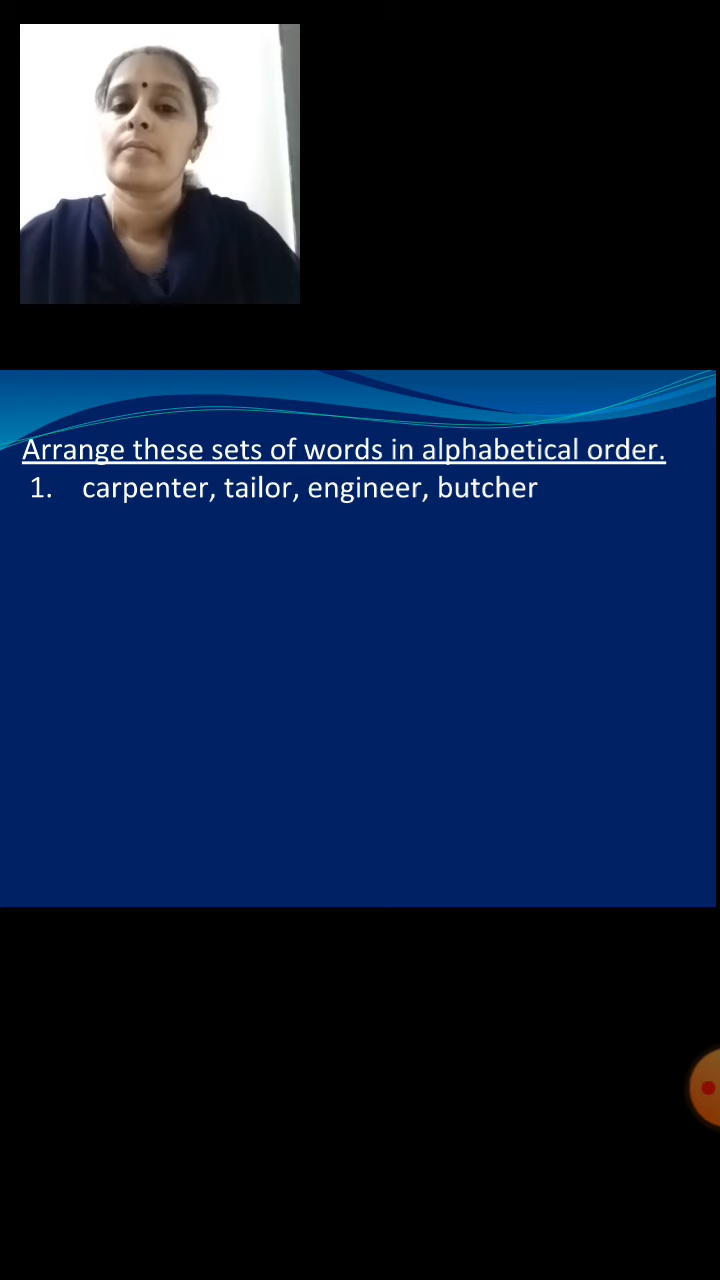 Arrange these sets of words in alphabetical order.
1. carpenter, tailor, engineer, butcher